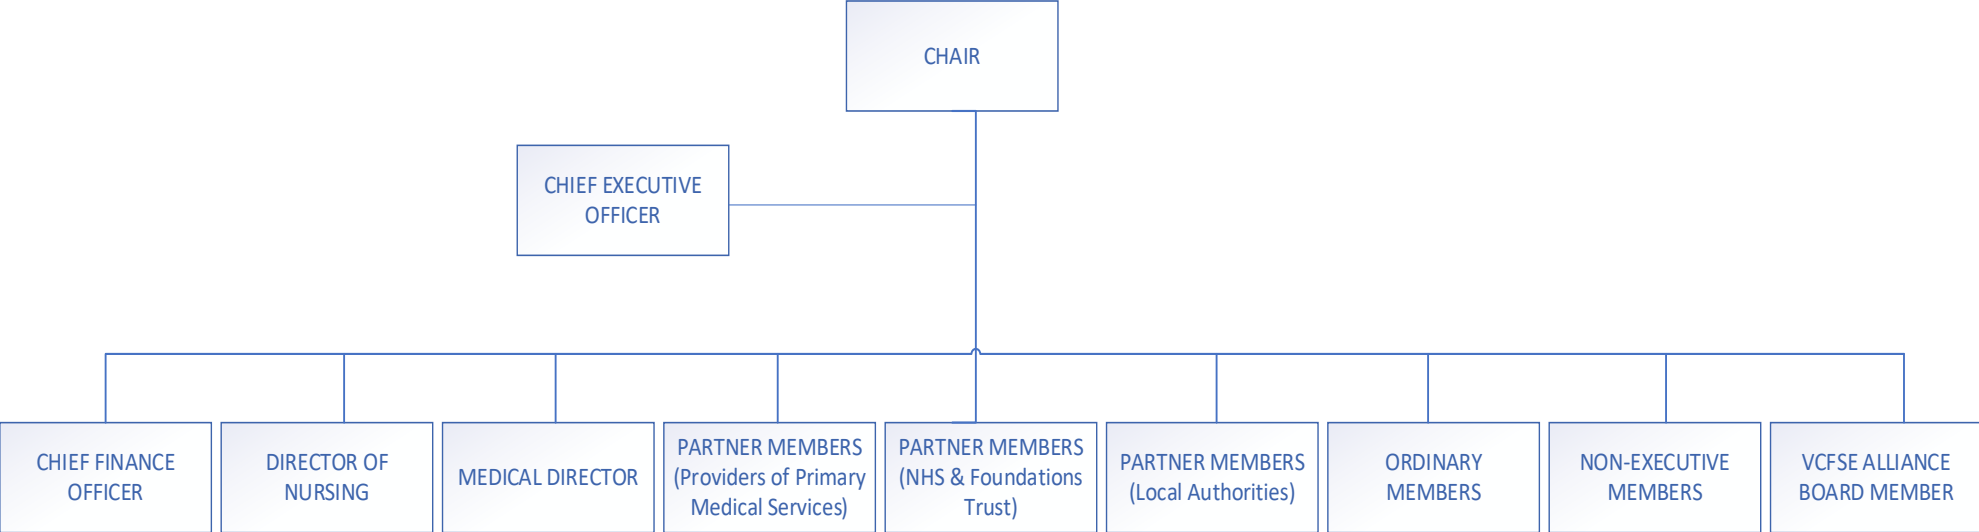 CHAIR
CHIEF EXECUTIVE
OFFICER
CHIEF FINANCE
OFFICER
DIRECTOR OF
NURSING
MEDICAL DIRECTOR
PARTNER MEMBERS
(Providers of Primary
Medical Services)
PARTNER MEMBERS
(NHS & Foundations
Trust)
PARTNER MEMBERS
(Local Authorities)
ORDINARY
MEMBERS
NON-EXECUTIVE
MEMBERS
VCFSE ALLIANCE
BOARD MEMBER